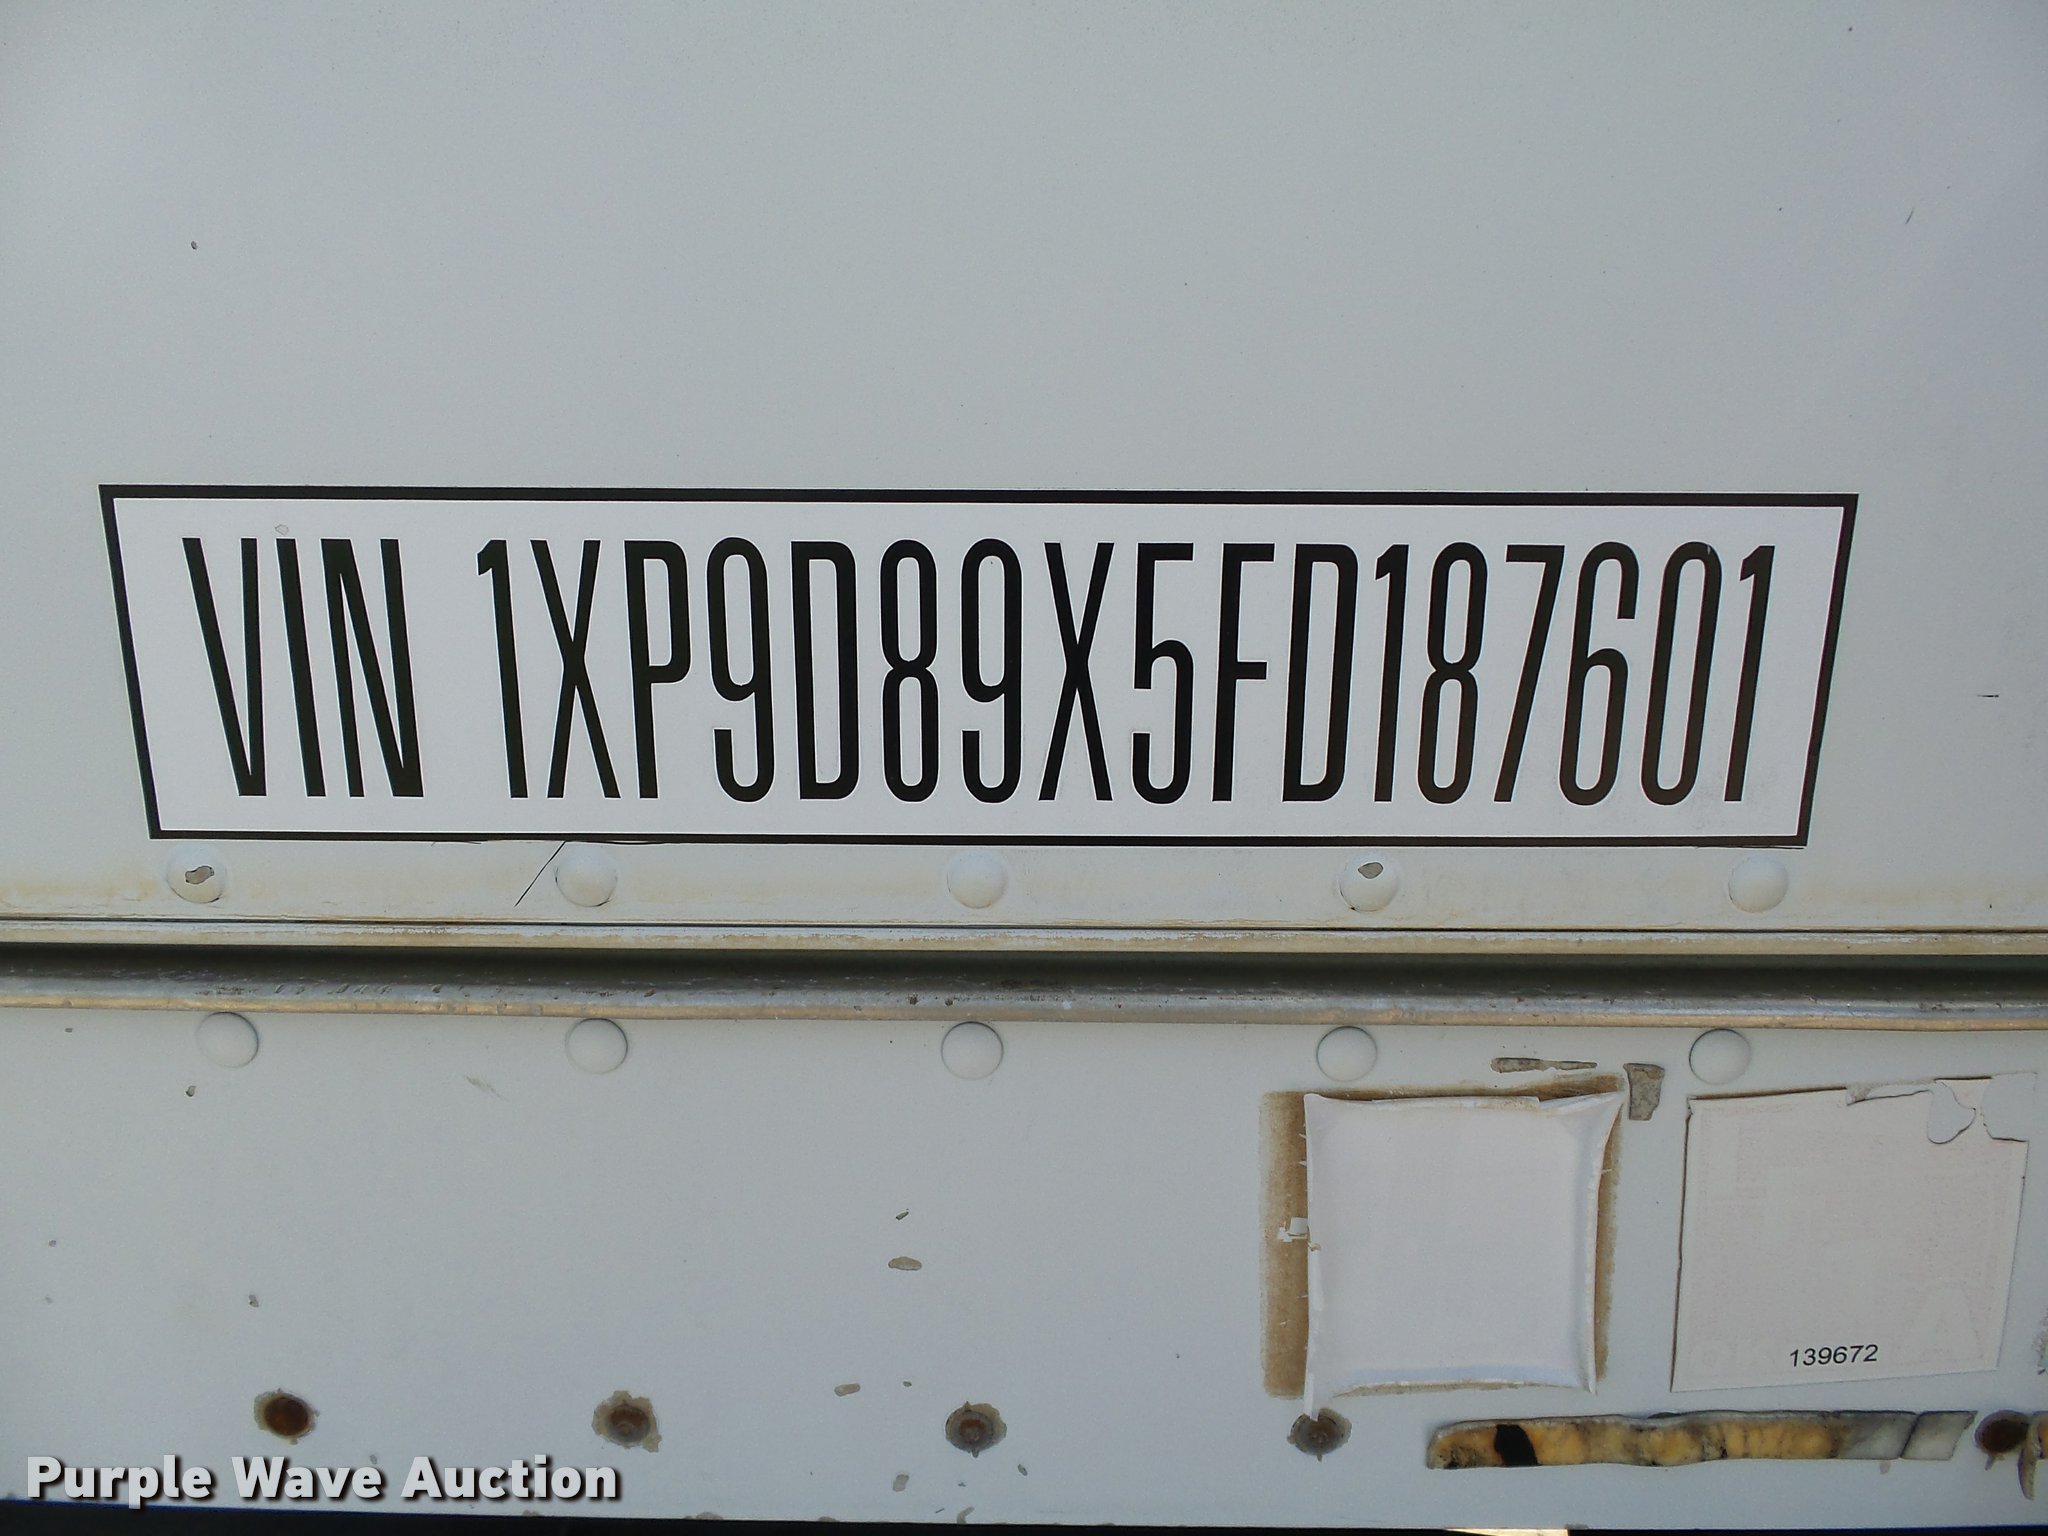 VIN 1XP9D89X5FD187601
139672
Purple Wave Auction